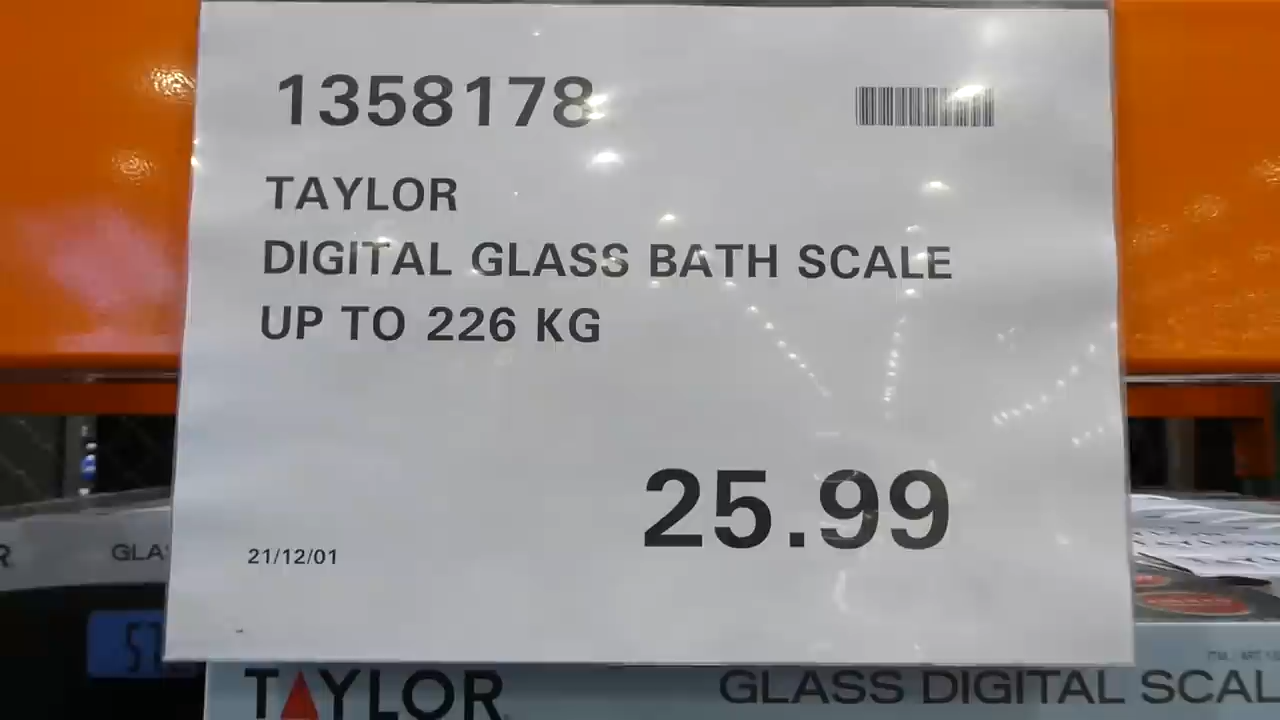 1358178
TAYLOR
DIGITAL GLASS BATH SCALE
UP TO 226 KG
25.99
21/12/01
R
GLA
TAYLOR
GLASS DIGITAL SCAL